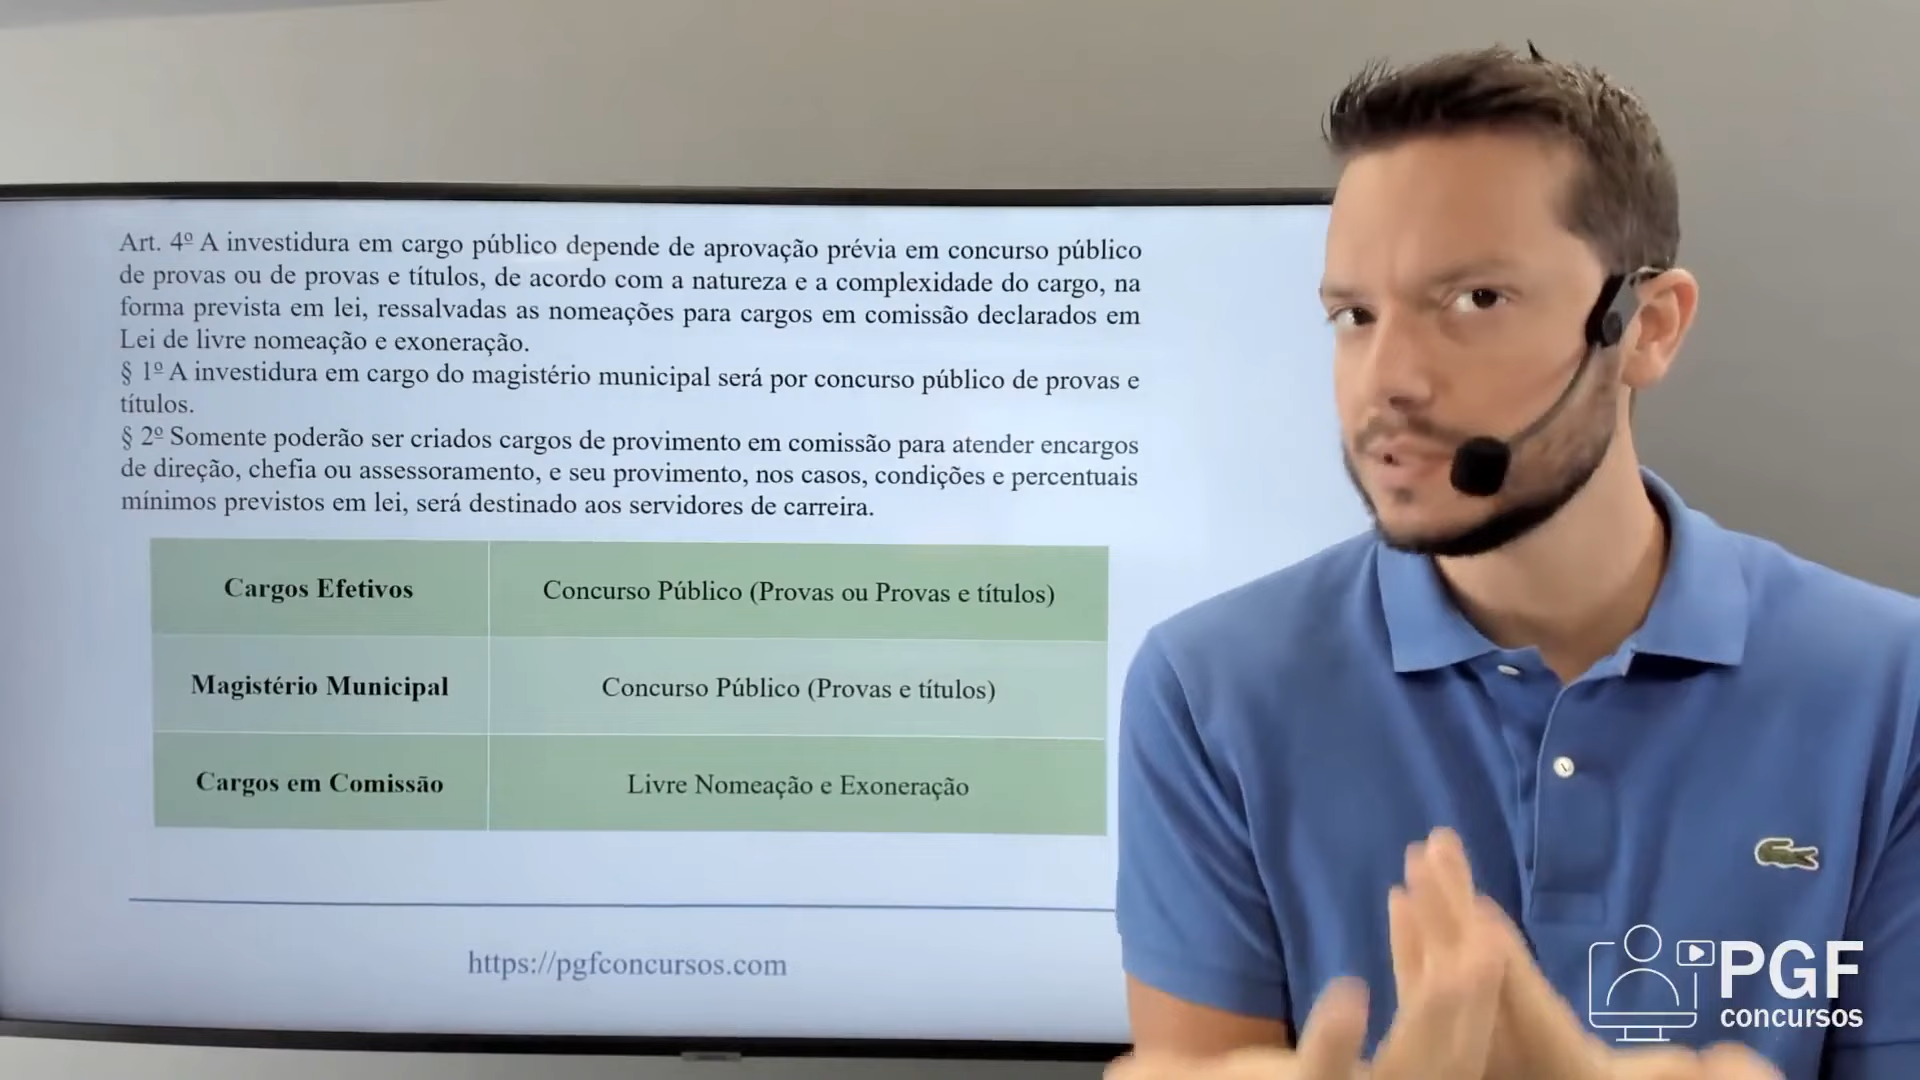 Art. 4º A investidura em cargo público depende de aprovação prévia em concurso público
de provas ou de provas e títulos, de acordo com a natureza e a complexidade do cargo, na
forma prevista em lei, ressalvadas as nomeações para cargos em comissão declarados em
Lei de livre nomeação e exoneração.
§ 1º A investidura em cargo do magistério municipal será por concurso público de provas e
títulos.
§ 2º Somente poderão ser criados cargos de provimento em comissão para atender encargos
de direção, chefia ou assessoramento, e seu provimento, nos casos, condições e percentuais
mínimos previstos em lei, será destinado aos servidores de carreira.
Cargos Efetivos
Concurso Público (Provas ou Provas e títulos)
Magistério Municipal
Concurso Público (Provas e títulos)
Cargos em Comissão
Livre Nomeação e Exoneração
https://pgfconcursos.com
PGF
concursos